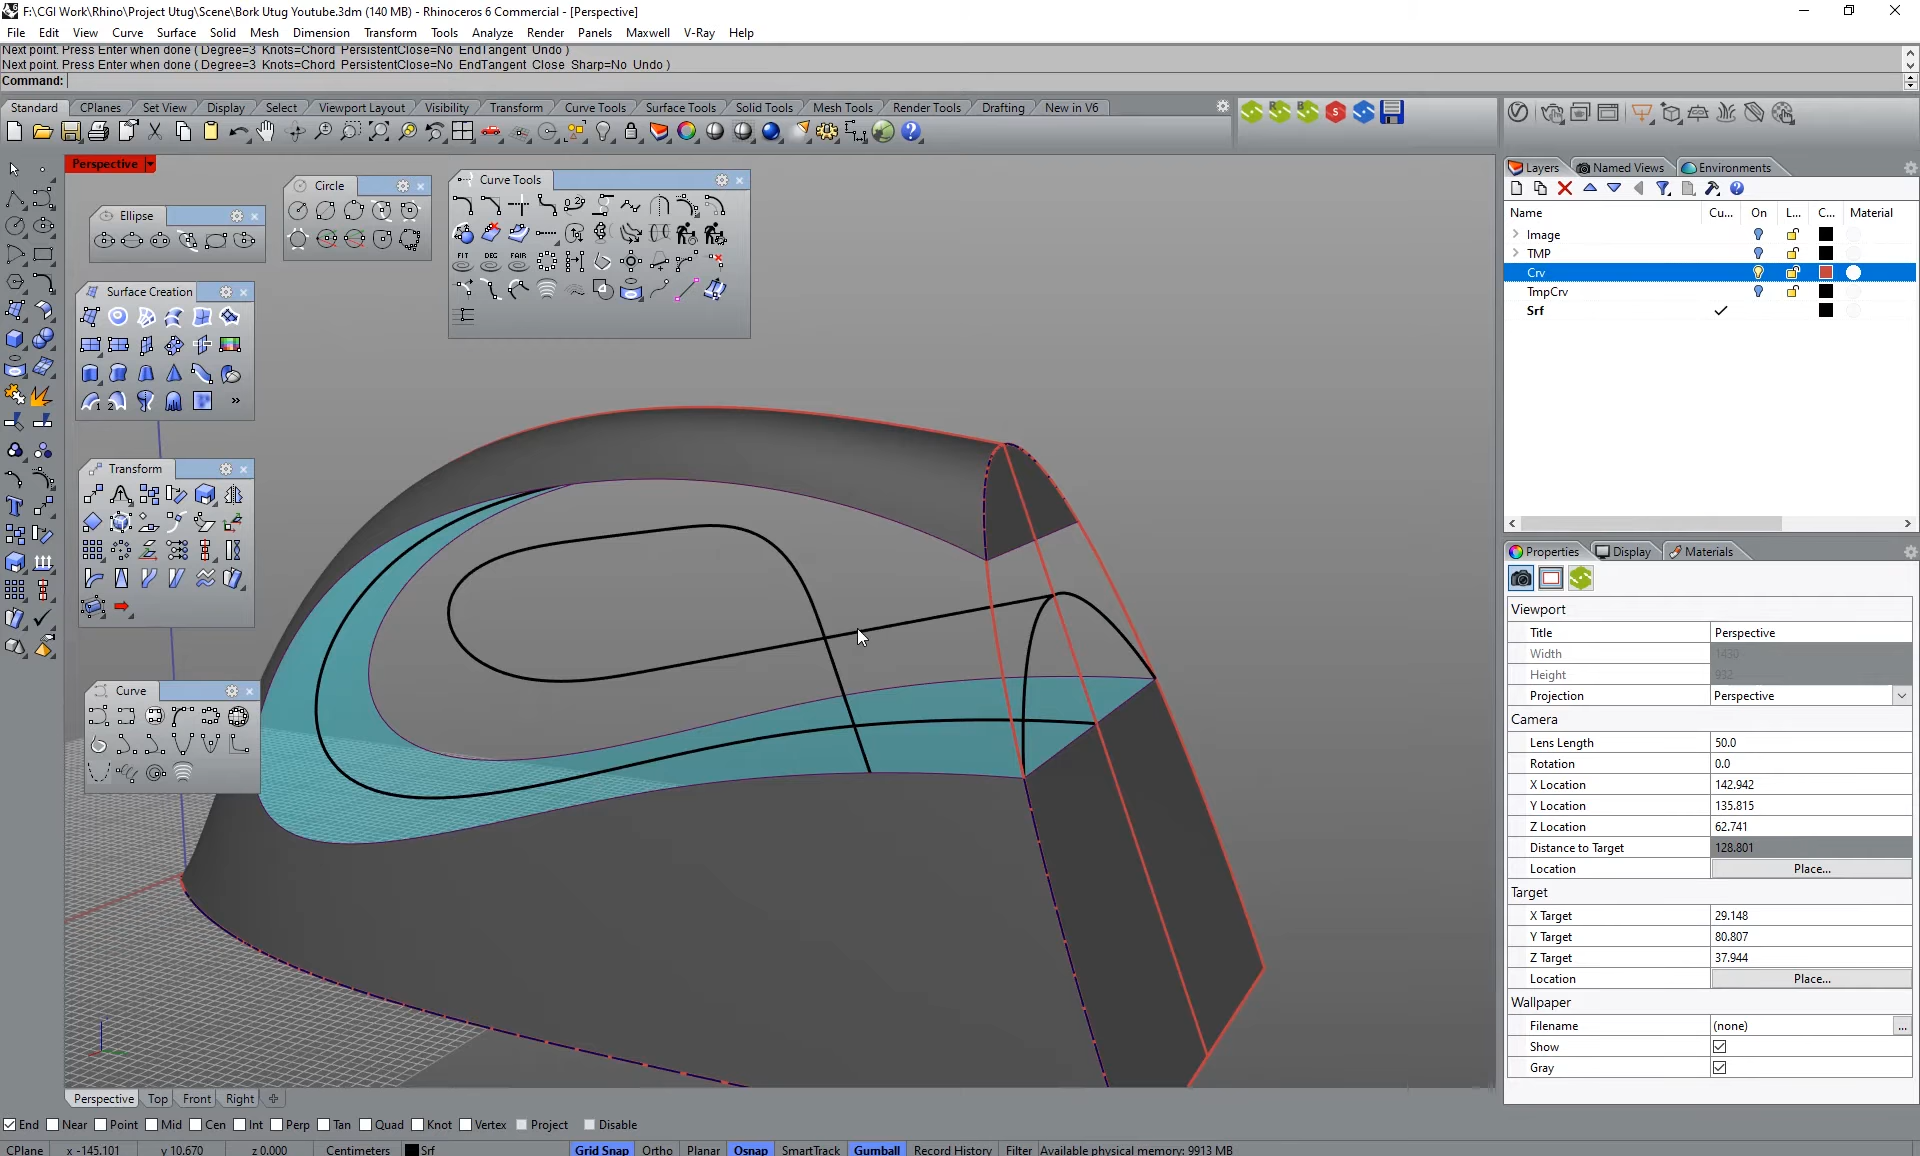 F:\CGI Work\Rhino\Project Utug\Scene\Bork Utug Youtube.3dm (140 MB) - Rhinoceros 6 Commercial - [Perspective]
File Edit View Curve Surface Solid Mesh Dimension Transform Tools Analyze Render Panels Maxwell V-Ray Help
Next point. Press Enter when done ( Degree=3 Knots=Chord PersistentClose=No EndTangent Undo )
Next point. Press Enter when done ( Degree=3 Knots=Chord PersistentClose=No EndTangent Close Sharp=No Undo )
Command:
Standard CPlanes Set View Display Select Viewport Layout Visibility Transform Curve Tools Surface Tools Solid Tools Mesh Tools Render Tools Drafting New in V6
Perspective
Ellipse
Circle
Curve Tools
FIT DEG FAIR
Surface Creation
1 2 »
Transform
Curve
Layers Named Views Environments
Name Cu... On L... C... Material
Image
TMP
Crv
TmpCrv
Srf
Properties Display Materials
Viewport
Title Perspective
Width 1430
Height 932
Projection Perspective
Camera
Lens Length 50.0
Rotation 0.0
X Location 142.942
Y Location 135.815
Z Location 62.741
Distance to Target 128.801
Location Place...
Target
X Target 29.148
Y Target 80.807
Z Target 37.944
Location Place...
Wallpaper
Filename (none) ...
Show
Gray
Perspective Top Front Right
End Near Point Mid Cen Int Perp Tan Quad Knot Vertex Project Disable
CPlane x -145.101 y 10.670 z 0.000 Centimeters Srf Grid Snap Ortho Planar Osnap SmartTrack Gumball Record History Filter Available physical memory: 9913 MB